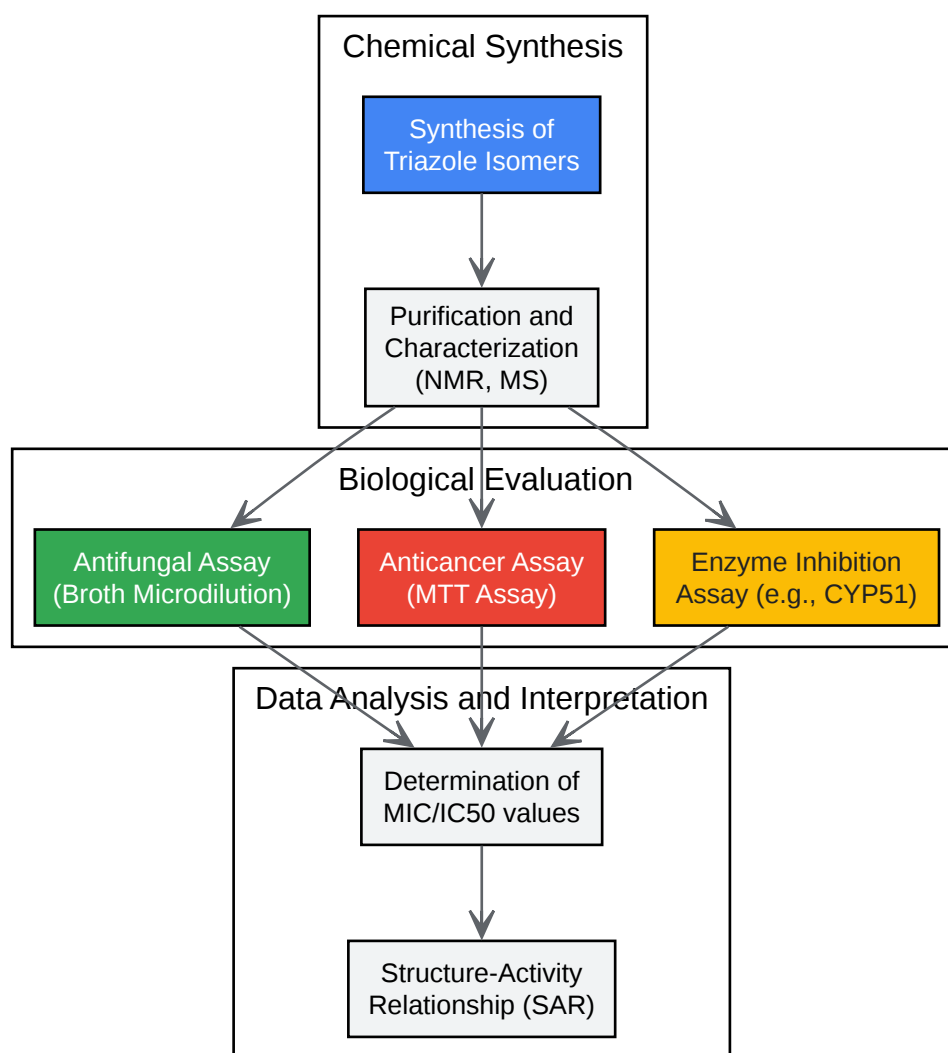 Chemical Synthesis
Synthesis of
Triazole Isomers
Purification and
Characterization
(NMR, MS)
Biological Evaluation
Antifungal Assay
(Broth Microdilution)
Anticancer Assay
(MTT Assay)
Enzyme Inhibition
Assay (e.g., CYP51)
Data Analysis and Interpretation
Determination of
MIC/IC50 values
Structure-Activity
Relationship (SAR)